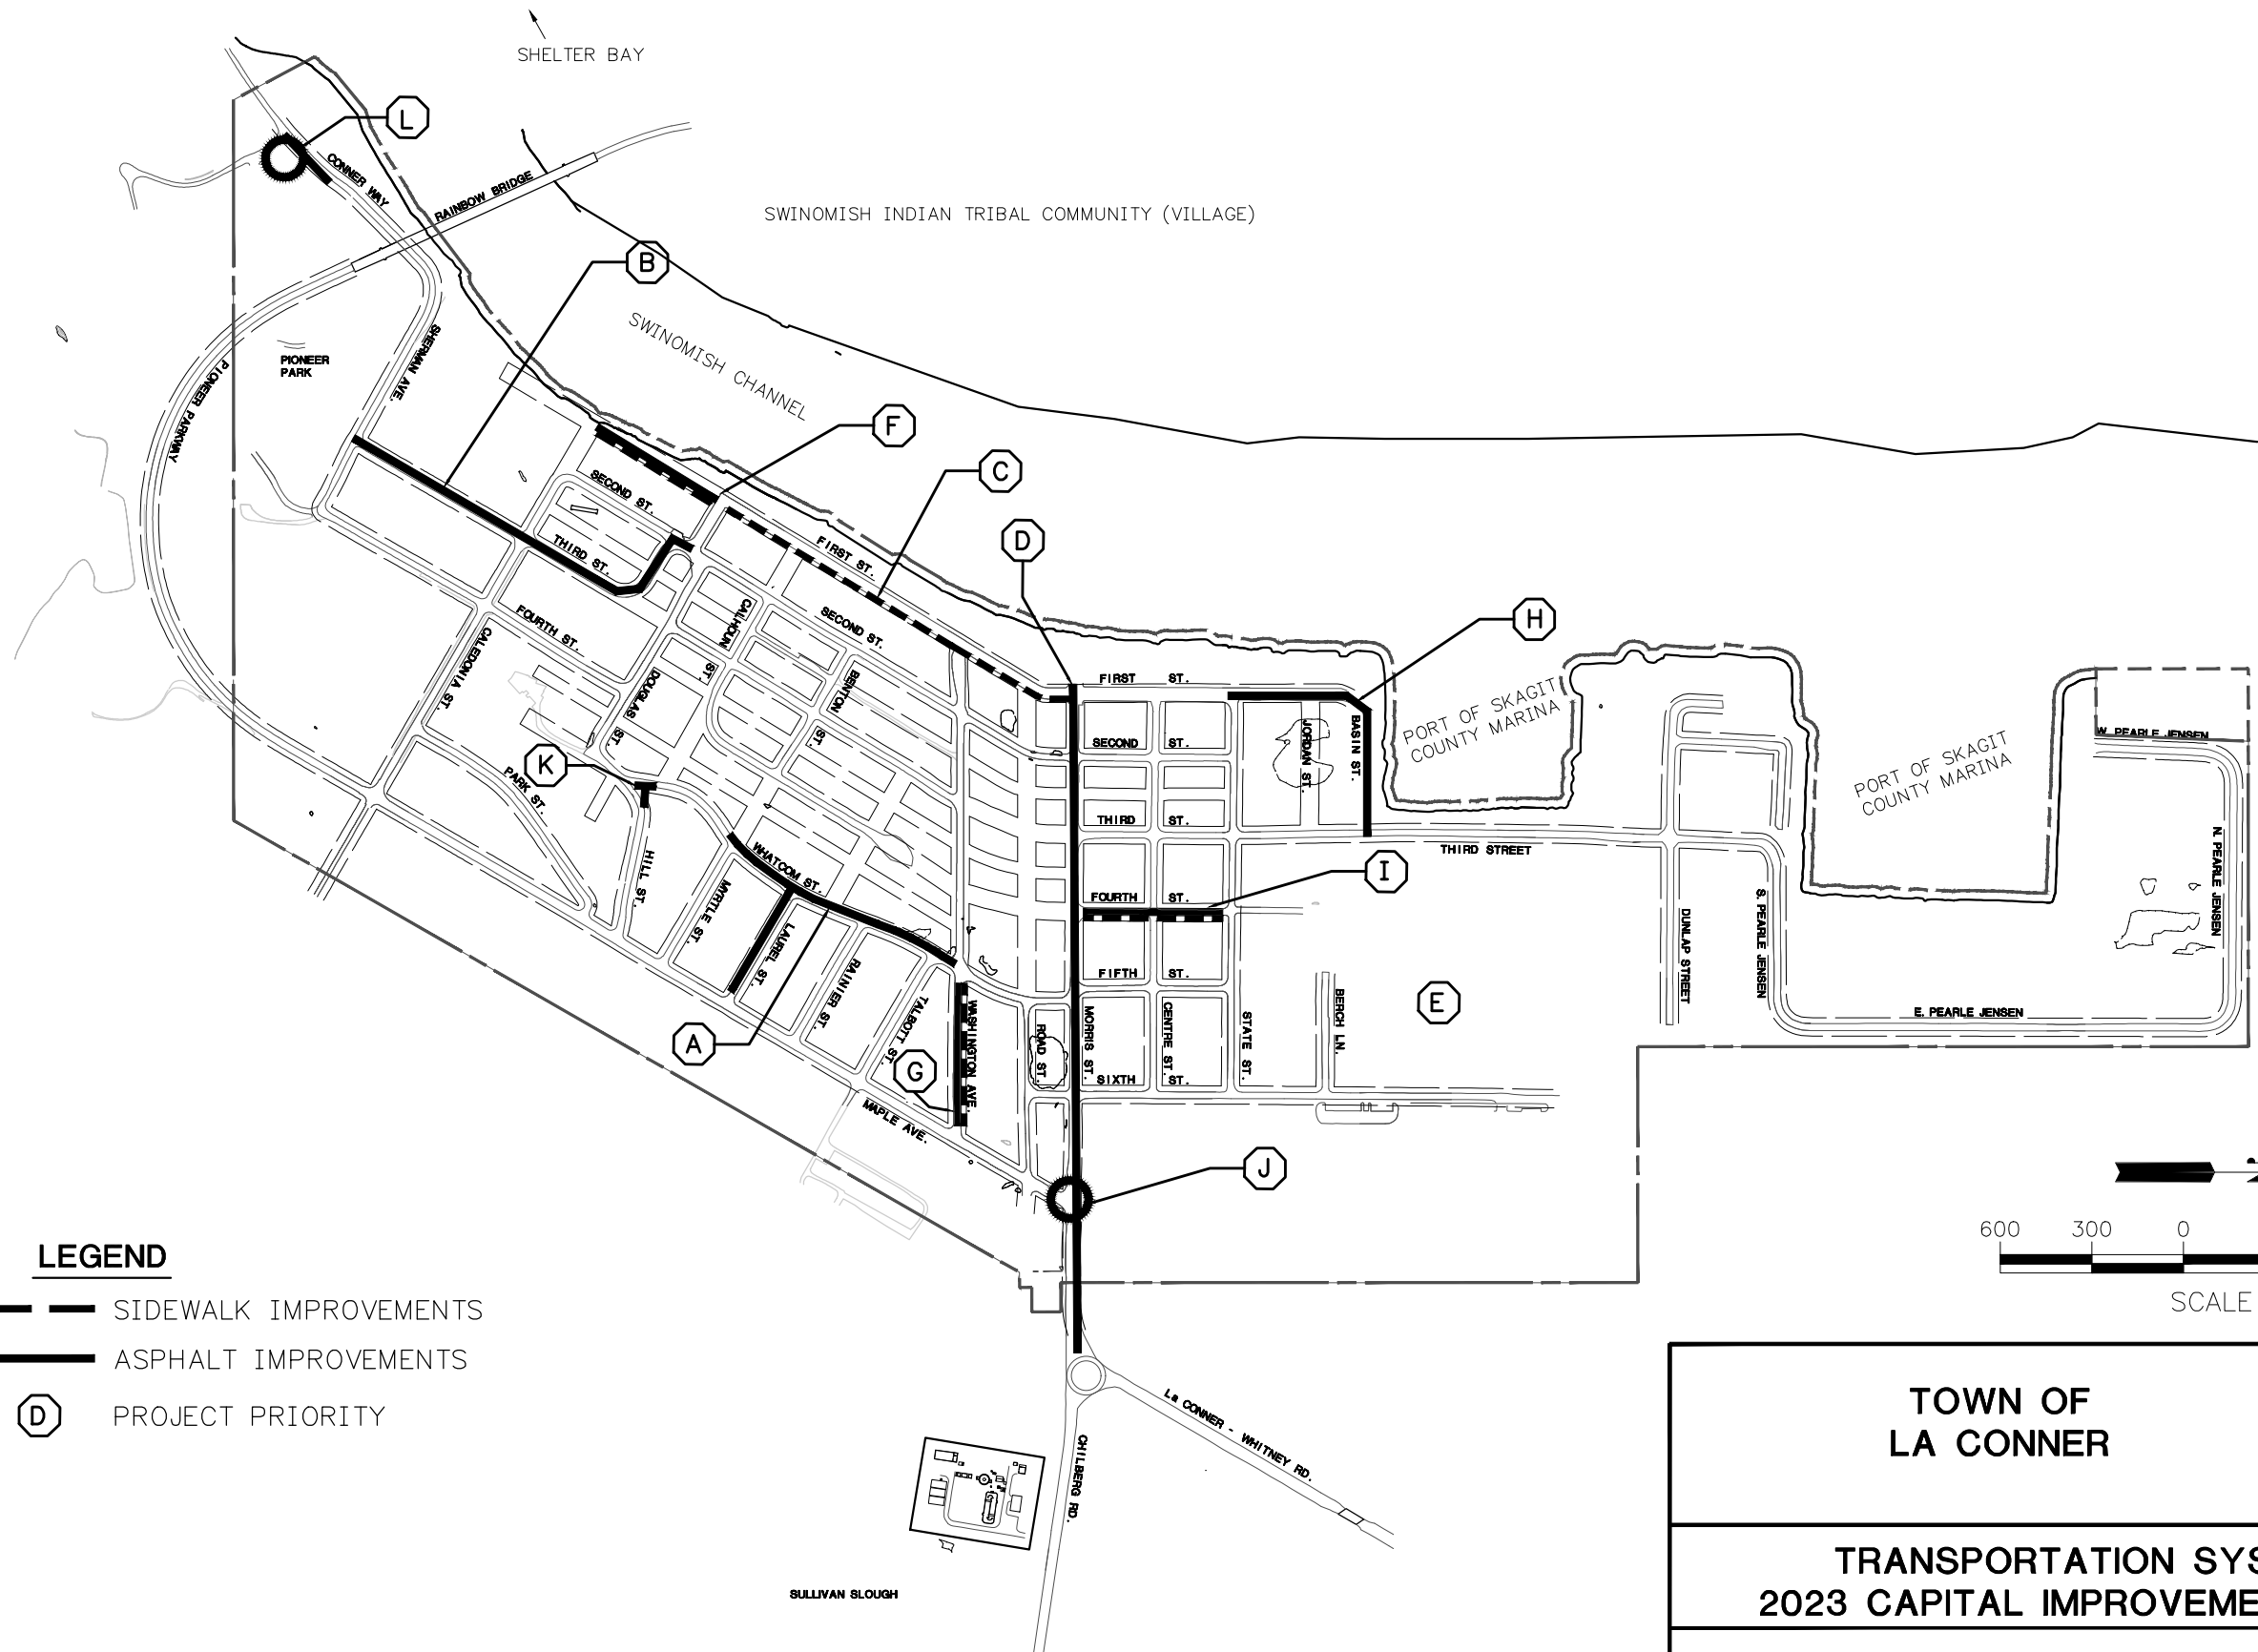 SHELTER BAY
L
CONNER WAY
RAINBOW BRIDGE
SWINOMISH INDIAN TRIBAL COMMUNITY (VILLAGE)
B
SWINOMISH CHANNEL
PIONEER
PARK
SHERMAN AVE.
PIONEER PARKWAY
F
C
D
SECOND ST.
THIRD ST.
FIRST ST.
FOURTH ST.
CALEDONIA ST.
CALHOUN ST.
SECOND ST.
DOUGLAS ST.
BENTON ST.
H
FIRST ST.
PORT OF SKAGIT
COUNTY MARINA
SECOND ST.
JORDAN ST.
BASIN ST.
W. PEARLE JENSEN
PORT OF SKAGIT
COUNTY MARINA
K
PARK ST.
THIRD ST.
THIRD STREET
WHATCOM ST.
HILL ST.
MYRTLE ST.
I
FOURTH ST.
N. PEARLE JENSEN
LAUREL ST.
RAINIER ST.
TALBOTT ST.
FIFTH ST.
DUNLAP STREET
S. PEARLE JENSEN
E
BERCH LN.
E. PEARLE JENSEN
A
G
WASHINGTON AVE.
ROAD ST.
MORRIS ST.
CENTRE ST.
STATE ST.
SIXTH ST.
MAPLE AVE.
J
600 300 0
SCALE
LEGEND
SIDEWALK IMPROVEMENTS
ASPHALT IMPROVEMENTS
D PROJECT PRIORITY
La CONNER - WHITNEY RD.
CHILBERG RD.
SULLIVAN SLOUGH
TOWN OF
LA CONNER
TRANSPORTATION SYS
2023 CAPITAL IMPROVEME